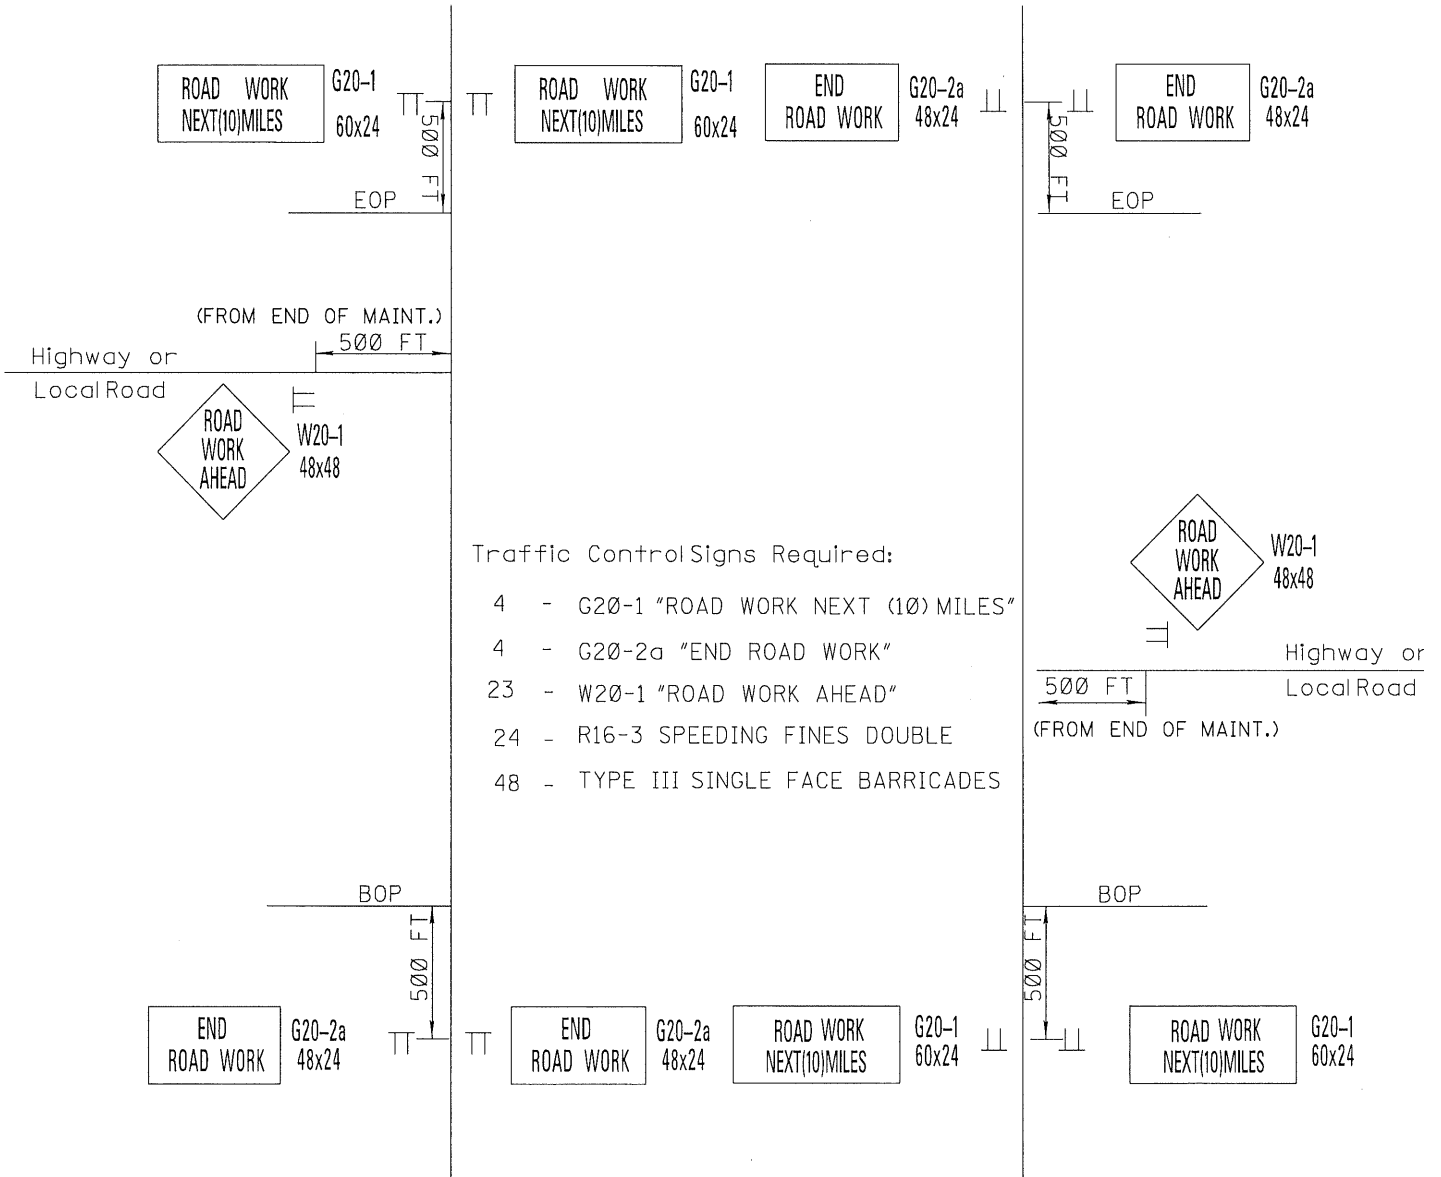 ROAD WORK
NEXT(10)MILES
G20-1
60x24
ROAD WORK
NEXT(10)MILES
G20-1
60x24
END
ROAD WORK
G20-2a
48x24
END
ROAD WORK
G20-2a
48x24
500 FT
EOP
500 FT
EOP
(FROM END OF MAINT.)
500 FT
Highway or
Local Road
ROAD
WORK
AHEAD
W20-1
48x48
Traffic Control Signs Required:
4 - G20-1 "ROAD WORK NEXT (10) MILES"
4 - G20-2a "END ROAD WORK"
23 - W20-1 "ROAD WORK AHEAD"
24 - R16-3 SPEEDING FINES DOUBLE
48 - TYPE III SINGLE FACE BARRICADES
ROAD
WORK
AHEAD
W20-1
48x48
Highway or
Local Road
500 FT
(FROM END OF MAINT.)
BOP
500 FT
BOP
500 FT
END
ROAD WORK
G20-2a
48x24
END
ROAD WORK
G20-2a
48x24
ROAD WORK
NEXT(10)MILES
G20-1
60x24
ROAD WORK
NEXT(10)MILES
G20-1
60x24